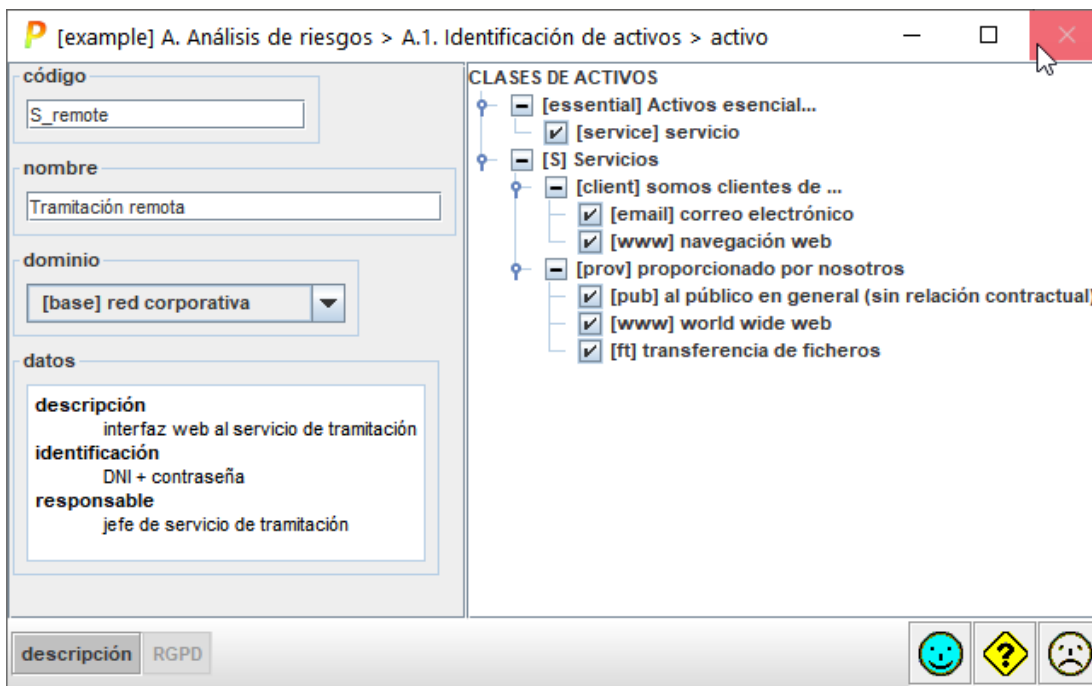 [example] A. Análisis de riesgos > A.1. Identificación de activos > activo
código
S_remote
nombre
Tramitación remota
dominio
[base] red corporativa
datos
descripción
interfaz web al servicio de tramitación
identificación
DNI + contraseña
responsable
jefe de servicio de tramitación
CLASES DE ACTIVOS
[essential] Activos esencial...
[service] servicio
[S] Servicios
[client] somos clientes de ...
[email] correo electrónico
[www] navegación web
[prov] proporcionado por nosotros
[pub] al público en general (sin relación contractual)
[www] world wide web
[ft] transferencia de ficheros
descripción RGPD